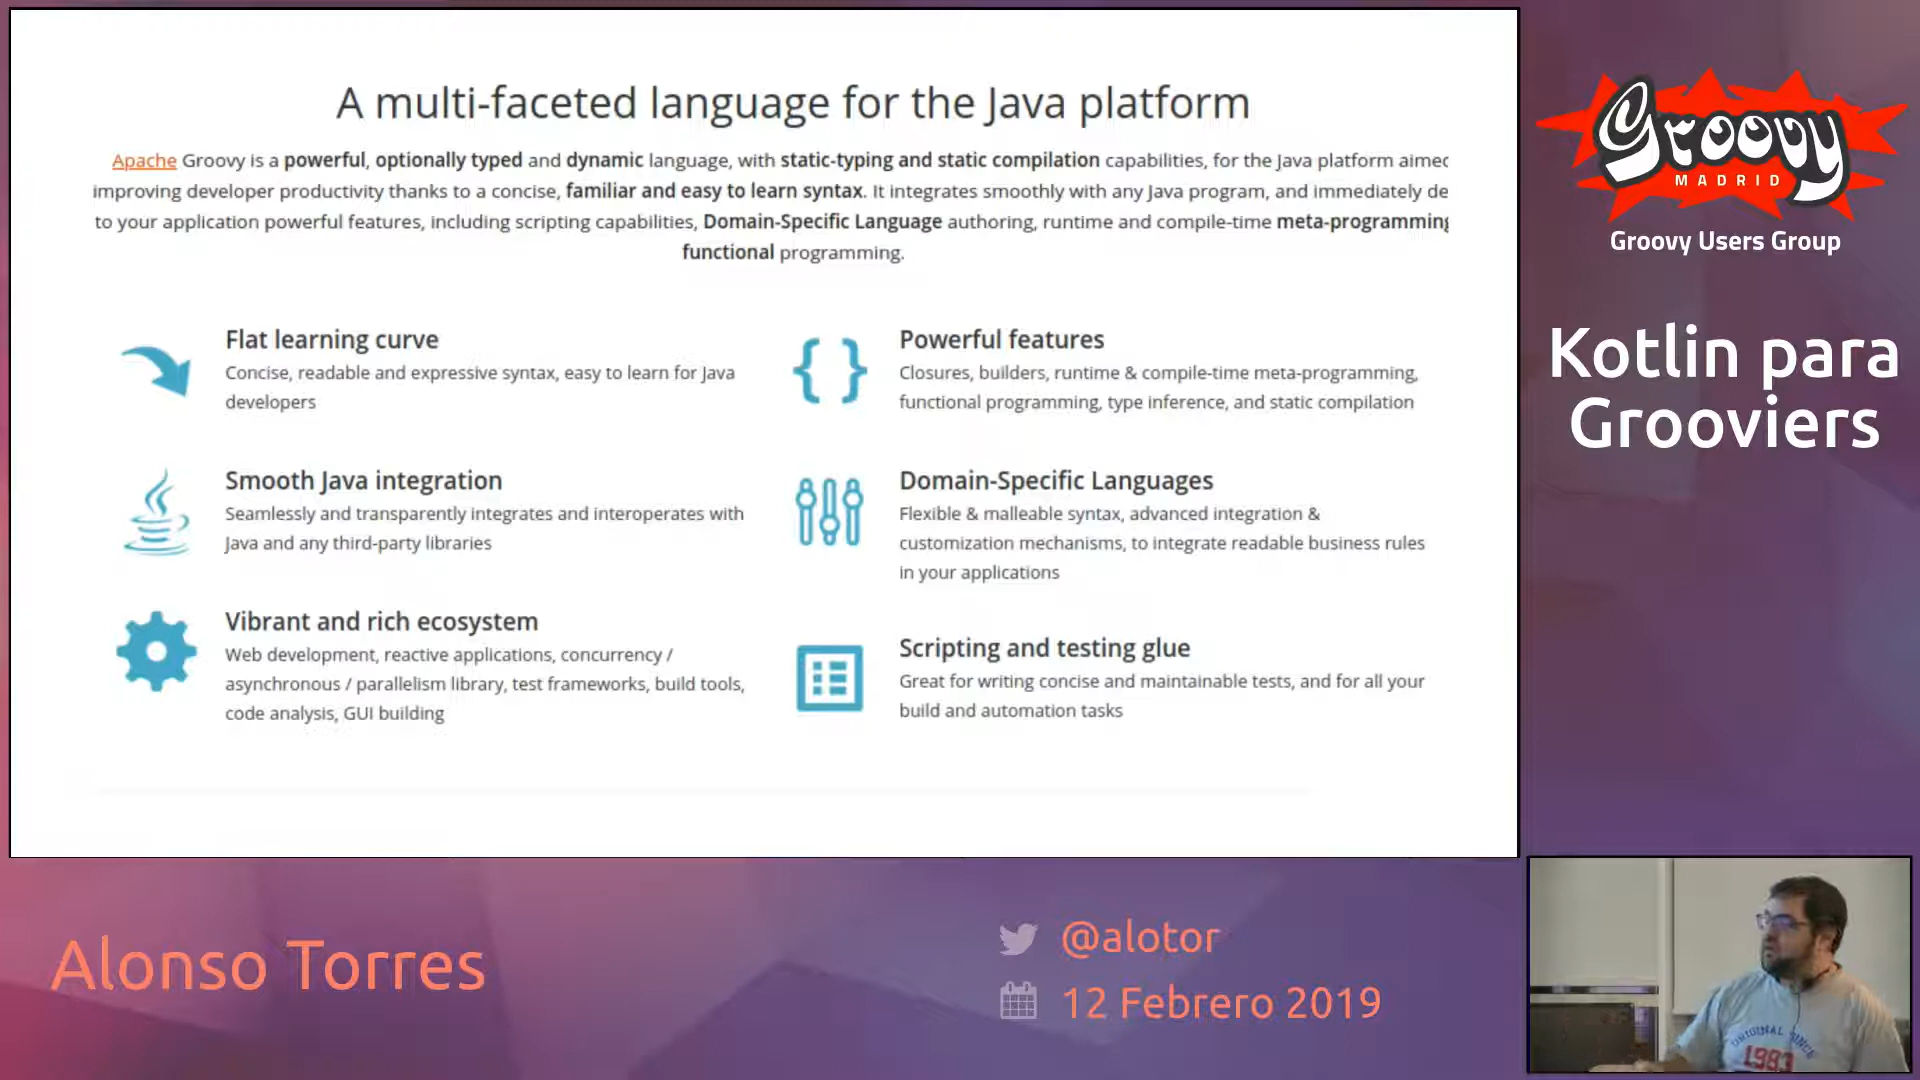 A multi-faceted language for the Java platform
Apache Groovy is a powerful, optionally typed and dynamic language, with static-typing and static compilation capabilities, for the Java platform aimed
improving developer productivity thanks to a concise, familiar and easy to learn syntax. It integrates smoothly with any Java program, and immediately de
to your application powerful features, including scripting capabilities, Domain-Specific Language authoring, runtime and compile-time meta-programming
functional programming.
Flat learning curve
Concise, readable and expressive syntax, easy to learn for Java
developers
Smooth Java integration
Seamlessly and transparently integrates and interoperates with
Java and any third-party libraries
Vibrant and rich ecosystem
Web development, reactive applications, concurrency /
asynchronous / parallelism library, test frameworks, build tools,
code analysis, GUI building
Powerful features
Closures, builders, runtime & compile-time meta-programming,
functional programming, type inference, and static compilation
Domain-Specific Languages
Flexible & malleable syntax, advanced integration &
customization mechanisms, to integrate readable business rules
in your applications
Scripting and testing glue
Great for writing concise and maintainable tests, and for all your
build and automation tasks
Groovy
MADRID
Groovy Users Group
Kotlin para
Grooviers
Alonso Torres
@alotor
12 Febrero 2019
ORIGINAL SINCE
1983